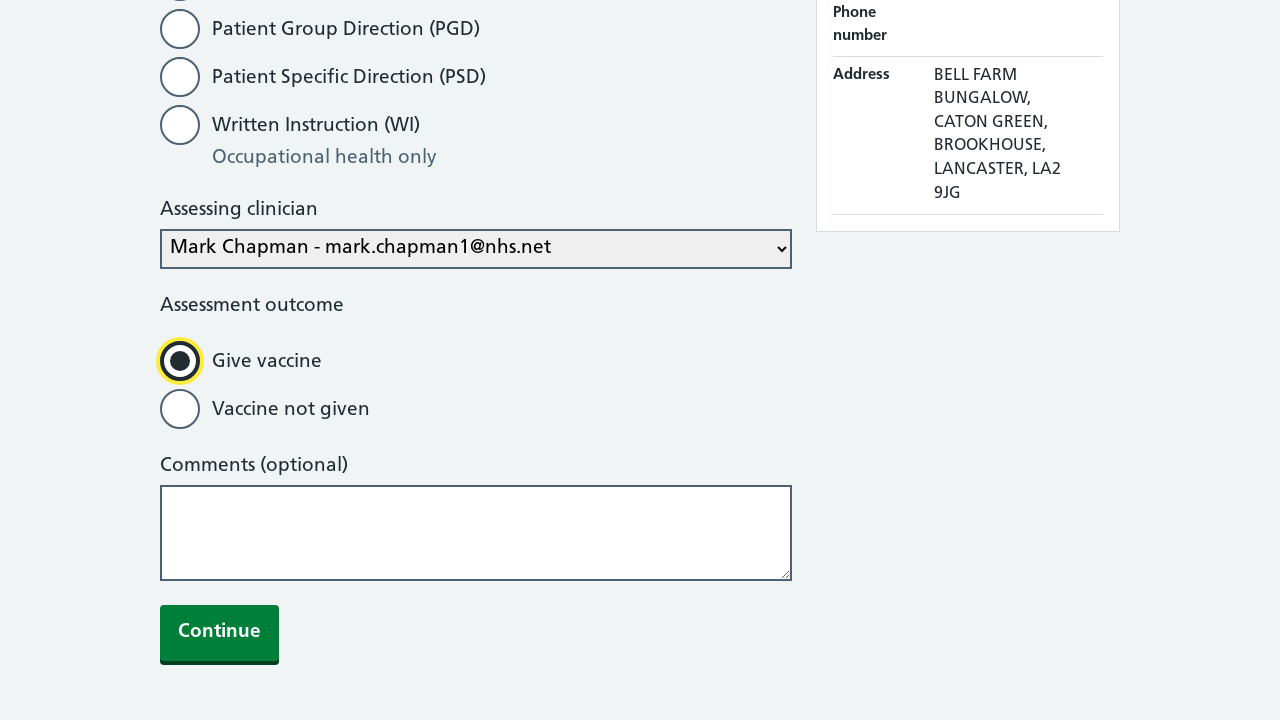 Patient Group Direction (PGD)
Patient Specific Direction (PSD)
Written Instruction (WI)
Occupational health only
Assessing clinician
Mark Chapman - mark.chapman1@nhs.net
Assessment outcome
Give vaccine
Vaccine not given
Comments (optional)
Continue
Phone
number
Address
BELL FARM
BUNGALOW,
CATON GREEN,
BROOKHOUSE,
LANCASTER, LA2
9JG